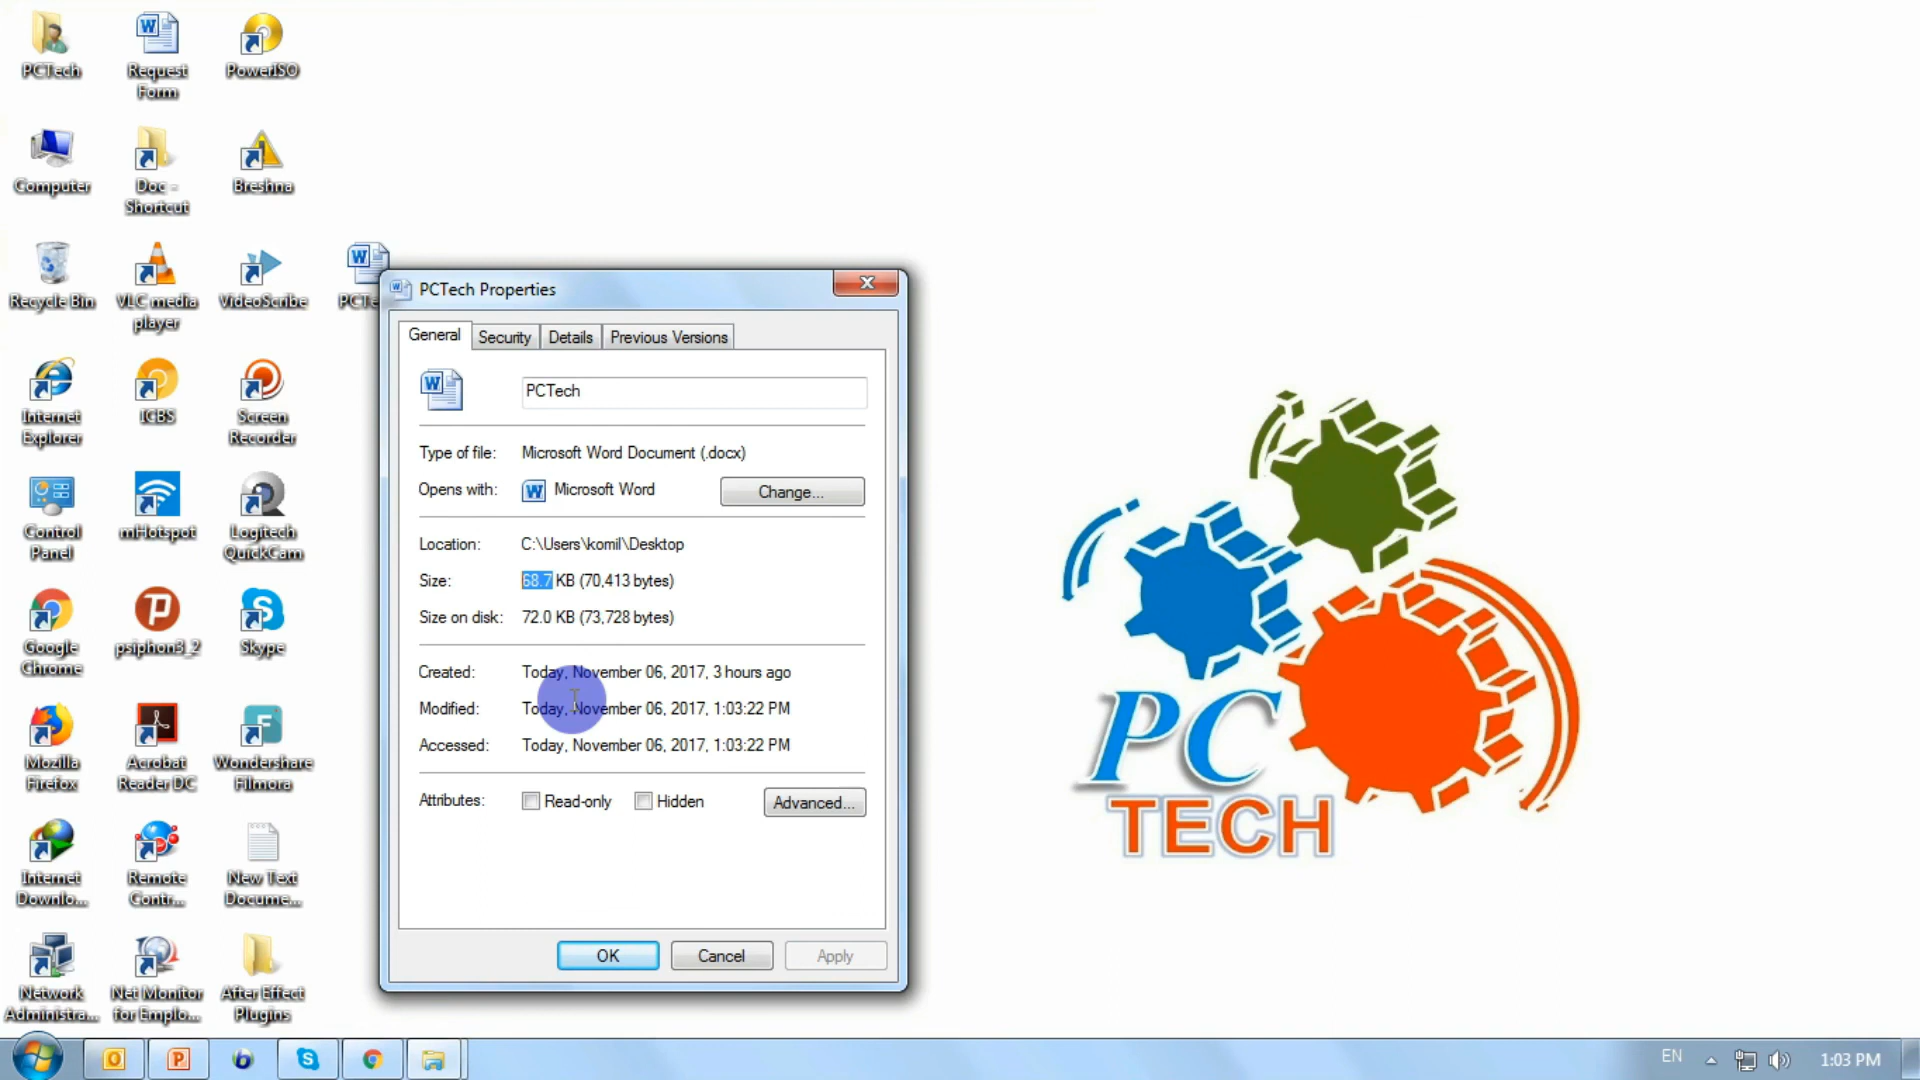 PCTech
Request
Form
PowerISO
Computer
Doc -
Shortcut
Breshna
Recycle Bin
VLC media
player
VideoScribe
PCTe
Internet
Explorer
ICBS
Screen
Recorder
Control
Panel
mHotspot
Logitech
QuickCam
Google
Chrome
psiphon3_2
Skype
Mozilla
Firefox
Acrobat
Reader DC
Wondershare
Filmora
Internet
Downlo...
Remote
Contr...
New Text
Docume...
Network
Administra...
Net Monitor
for Emplo...
After Effect
Plugins
PCTech Properties
General
Security
Details
Previous Versions
PCTech
Type of file: Microsoft Word Document (.docx)
Opens with: Microsoft Word
Change...
Location: C:\Users\komil\Desktop
Size: 68.7 KB (70,413 bytes)
Size on disk: 72.0 KB (73,728 bytes)
Created: Today, November 06, 2017, 3 hours ago
Modified: Today, November 06, 2017, 1:03:22 PM
Accessed: Today, November 06, 2017, 1:03:22 PM
Attributes: Read-only Hidden
Advanced...
OK
Cancel
Apply
PC
TECH
EN
1:03 PM